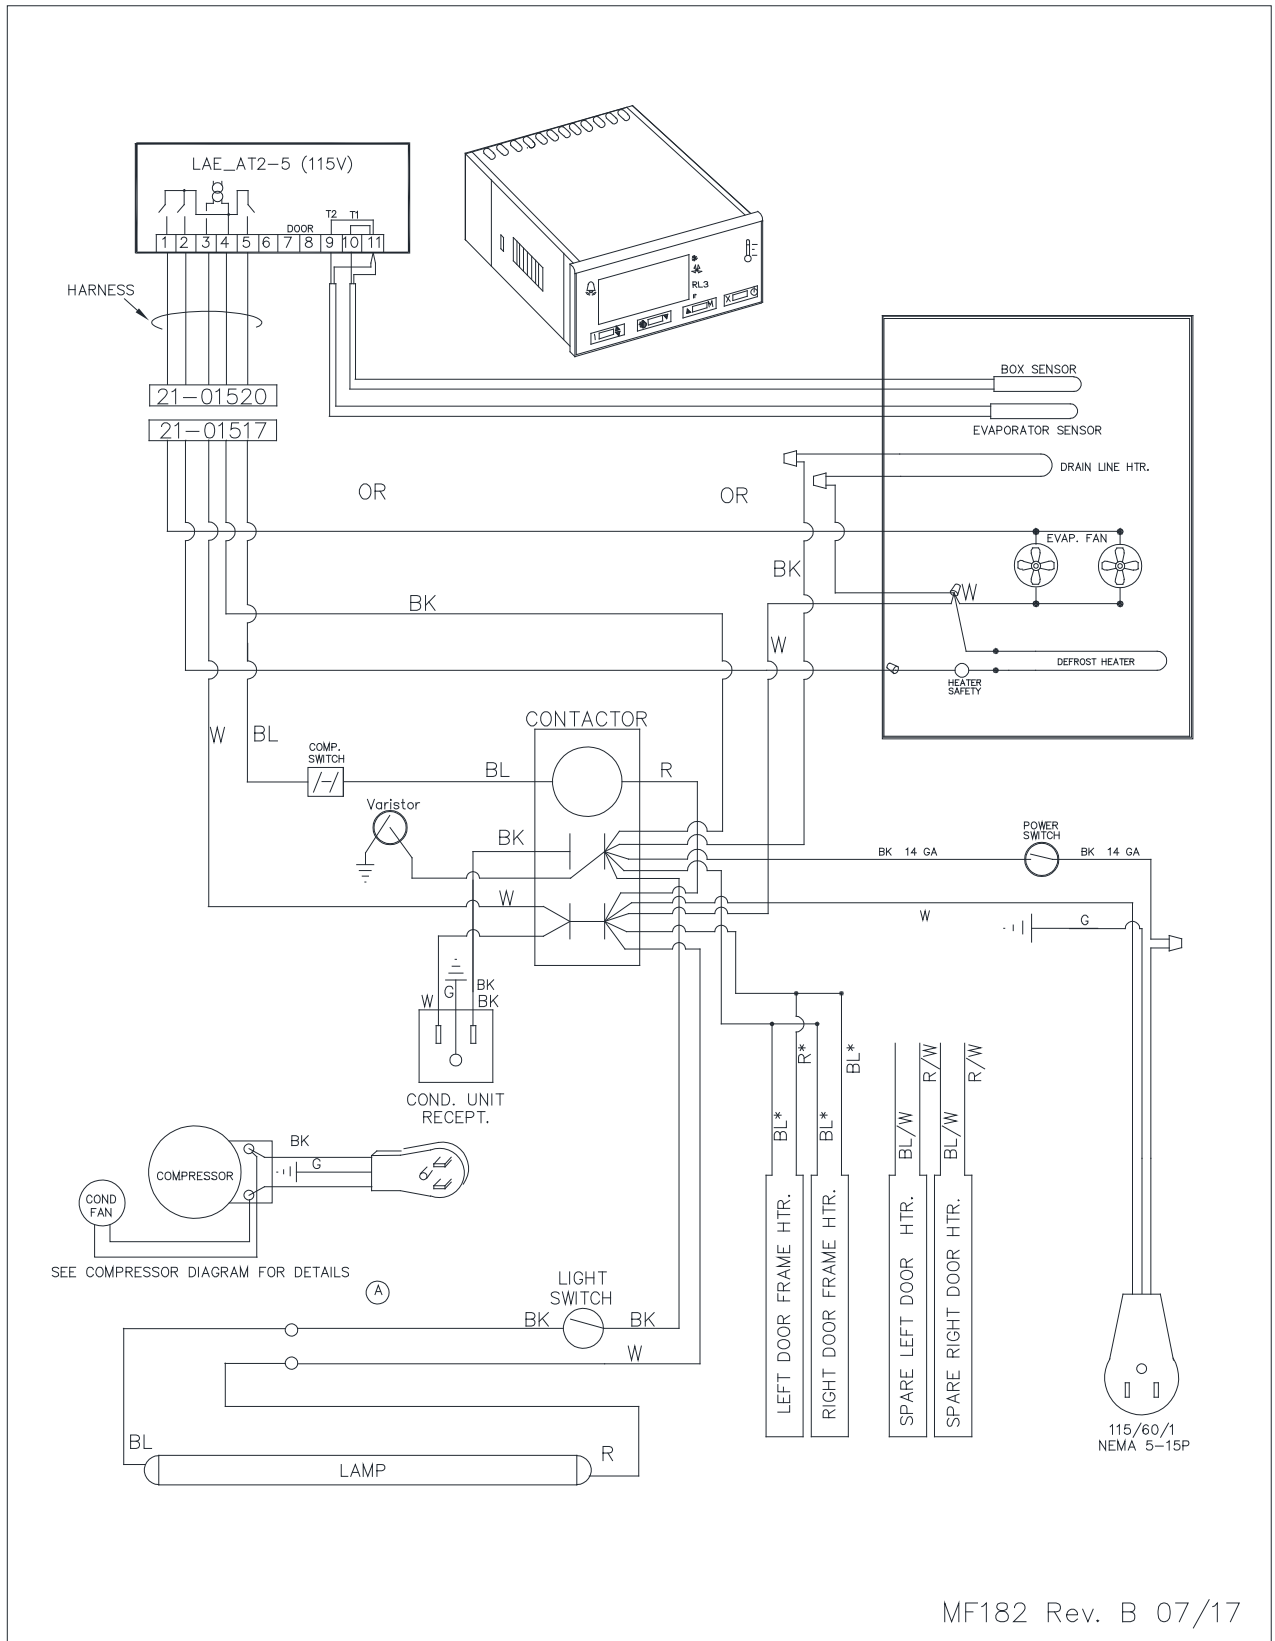 LAE_AT2-5 (115V)
T2 T1
DOOR
1 2 3 4 5 6 7 8 9 10 11
HARNESS
21-01520
21-01517
RL3
F
I
M
X
BOX SENSOR
EVAPORATOR SENSOR
DRAIN LINE HTR.
OR
OR
EVAP. FAN
BK
W
BK
W
DEFROST HEATER
HEATER
SAFETY
W
BL
CONTACTOR
COMP.
SWITCH
BL
R
Varistor
BK
POWER
SWITCH
BK 14 GA
BK 14 GA
W
W
G
W
G
BK
BK
COND. UNIT
RECEPT.
R*
BL*
R/W
R/W
BL*
BL*
BL/W
BL/W
LEFT DOOR FRAME HTR.
RIGHT DOOR FRAME HTR.
SPARE LEFT DOOR HTR.
SPARE RIGHT DOOR HTR.
BK
G
COMPRESSOR
COND
FAN
SEE COMPRESSOR DIAGRAM FOR DETAILS
A
LIGHT
SWITCH
BK
BK
W
BL
R
LAMP
115/60/1
NEMA 5-15P
MF182 Rev. B 07/17